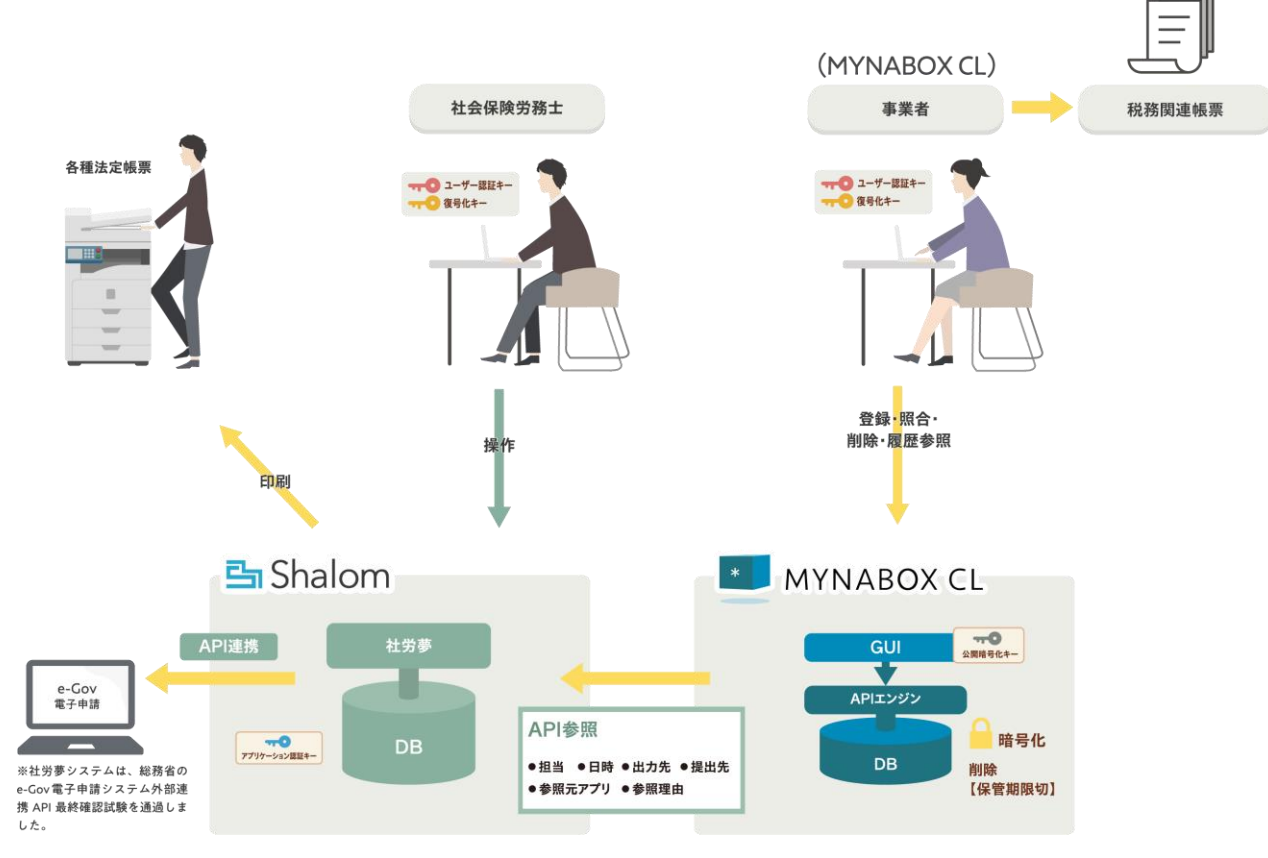 (MYNABOX CL)
社会保険労務士
事業者
税務関連帳票
各種法定帳票
ユーザー認証キー
復号化キー
ユーザー認証キー
復号化キー
操作
登録・照合・
削除・履歴参照
印刷
Shalom
* MYNABOX CL
API連携
社労夢
DB
アプリケーション認証キー
e-Gov
電子申請
※社労夢システムは、総務省の
e-Gov電子申請システム外部連
携 API 最終確認試験を通過しま
した。
API参照
●担当 ●日時 ●出力先 ●提出先
●参照元アプリ ●参照理由
GUI
公開暗号化キー
APIエンジン
DB
暗号化
削除
【保管期限切】